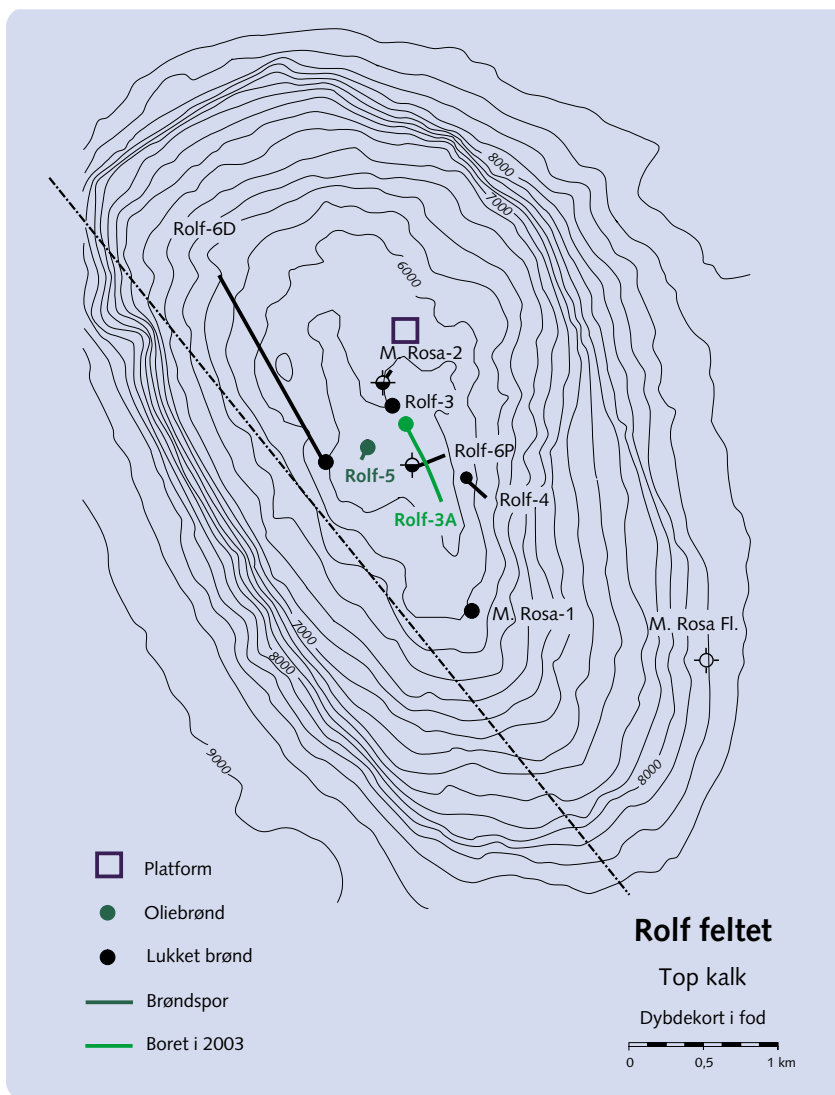 8000
7000
Rolf-6D
6000
M. Rosa-2
Rolf-3
Rolf-6P
Rolf-5
Rolf-4
Rolf-3A
M. Rosa-1
M. Rosa Fl.
7000
8000
9000
8000
Platform
Oliebrønd
Lukket brønd
Brøndspor
Boret i 2003
Rolf feltet
Top kalk
Dybdekort i fod
0 0,5 1 km